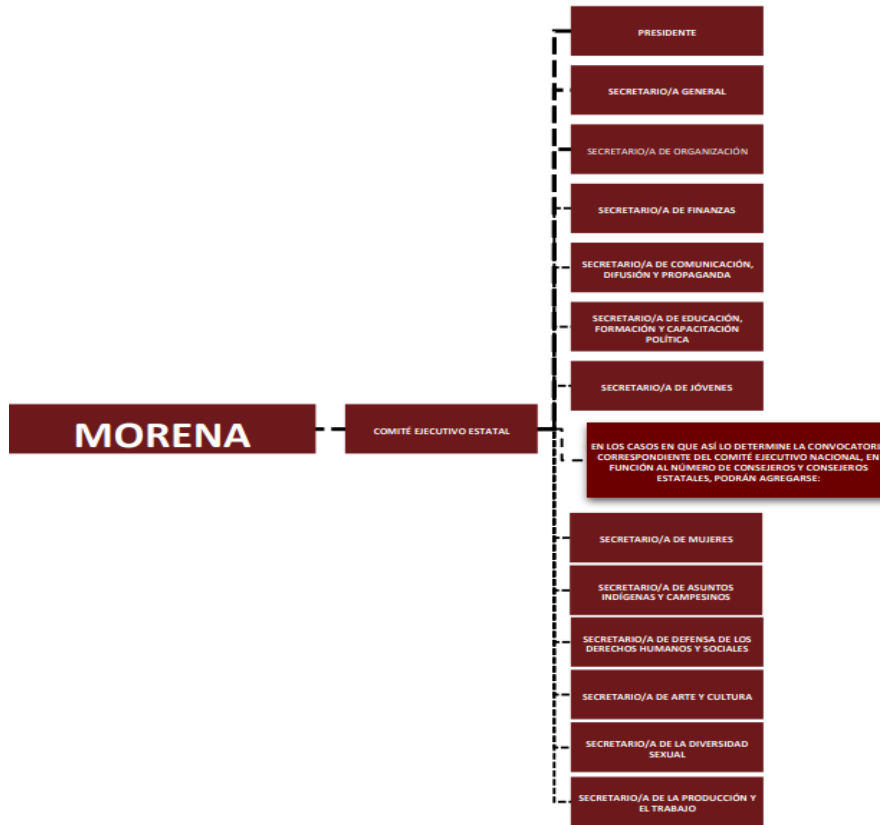 PRESIDENTE
SECRETARIO/A GENERAL
SECRETARIO/A DE ORGANIZACIÓN
SECRETARIO/A DE FINANZAS
SECRETARIO/A DE COMUNICACIÓN,
DIFUSIÓN Y PROPAGANDA
SECRETARIO/A DE EDUCACIÓN,
FORMACIÓN Y CAPACITACIÓN
POLÍTICA
SECRETARIO/A DE JÓVENES
MORENA
COMITÉ EJECUTIVO ESTATAL
EN LOS CASOS EN QUE ASÍ LO DETERMINE LA CONVOCATORI
CORRESPONDIENTE DEL COMITÉ EJECUTIVO NACIONAL, EN
FUNCIÓN AL NÚMERO DE CONSEJEROS Y CONSEJEROS
ESTATALES, PODRÁN AGREGARSE:
SECRETARIO/A DE MUJERES
SECRETARIO/A DE ASUNTOS
INDÍGENAS Y CAMPESINOS
SECRETARIO/A DE DEFENSA DE LOS
DERECHOS HUMANOS Y SOCIALES
SECRETARIO/A DE ARTE Y CULTURA
SECRETARIO/A DE LA DIVERSIDAD
SEXUAL
SECRETARIO/A DE LA PRODUCCIÓN Y
EL TRABAJO